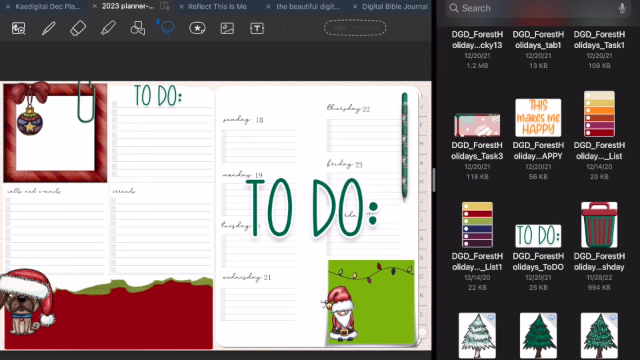 Kaedigital Dec Pla...
2023 planner-...
Reflect This Is Me
the beautiful digit...
Digital Bible Journal
Search
TO DO:
sunday 18
monday 19
tuesday
wednesday 21
thursday 22
friday 23
calls and emails
errands
TO DO:
DGD_ForestH
oliday...cky13
12/20/21
1.2 MB
DGD_ForestH
olidays_tab1
12/20/21
13 KB
DGD_ForestH
olidays_Task1
12/20/21
109 KB
DGD_ForestH
olidays_Task3
12/20/21
118 KB
THIS
MAKES ME
HAPPY
DGD_ForestH
oliday...APPY
12/20/21
56 KB
DGD_ForestH
oliday..._List
12/14/20
20 KB
DGD_ForestH
oliday..._List1
12/14/20
22 KB
TO DO:
DGD_ForestH
olidays_ToDO
12/20/21
25 KB
DGD_ForestH
oliday...shday
11/28/22
994 KB